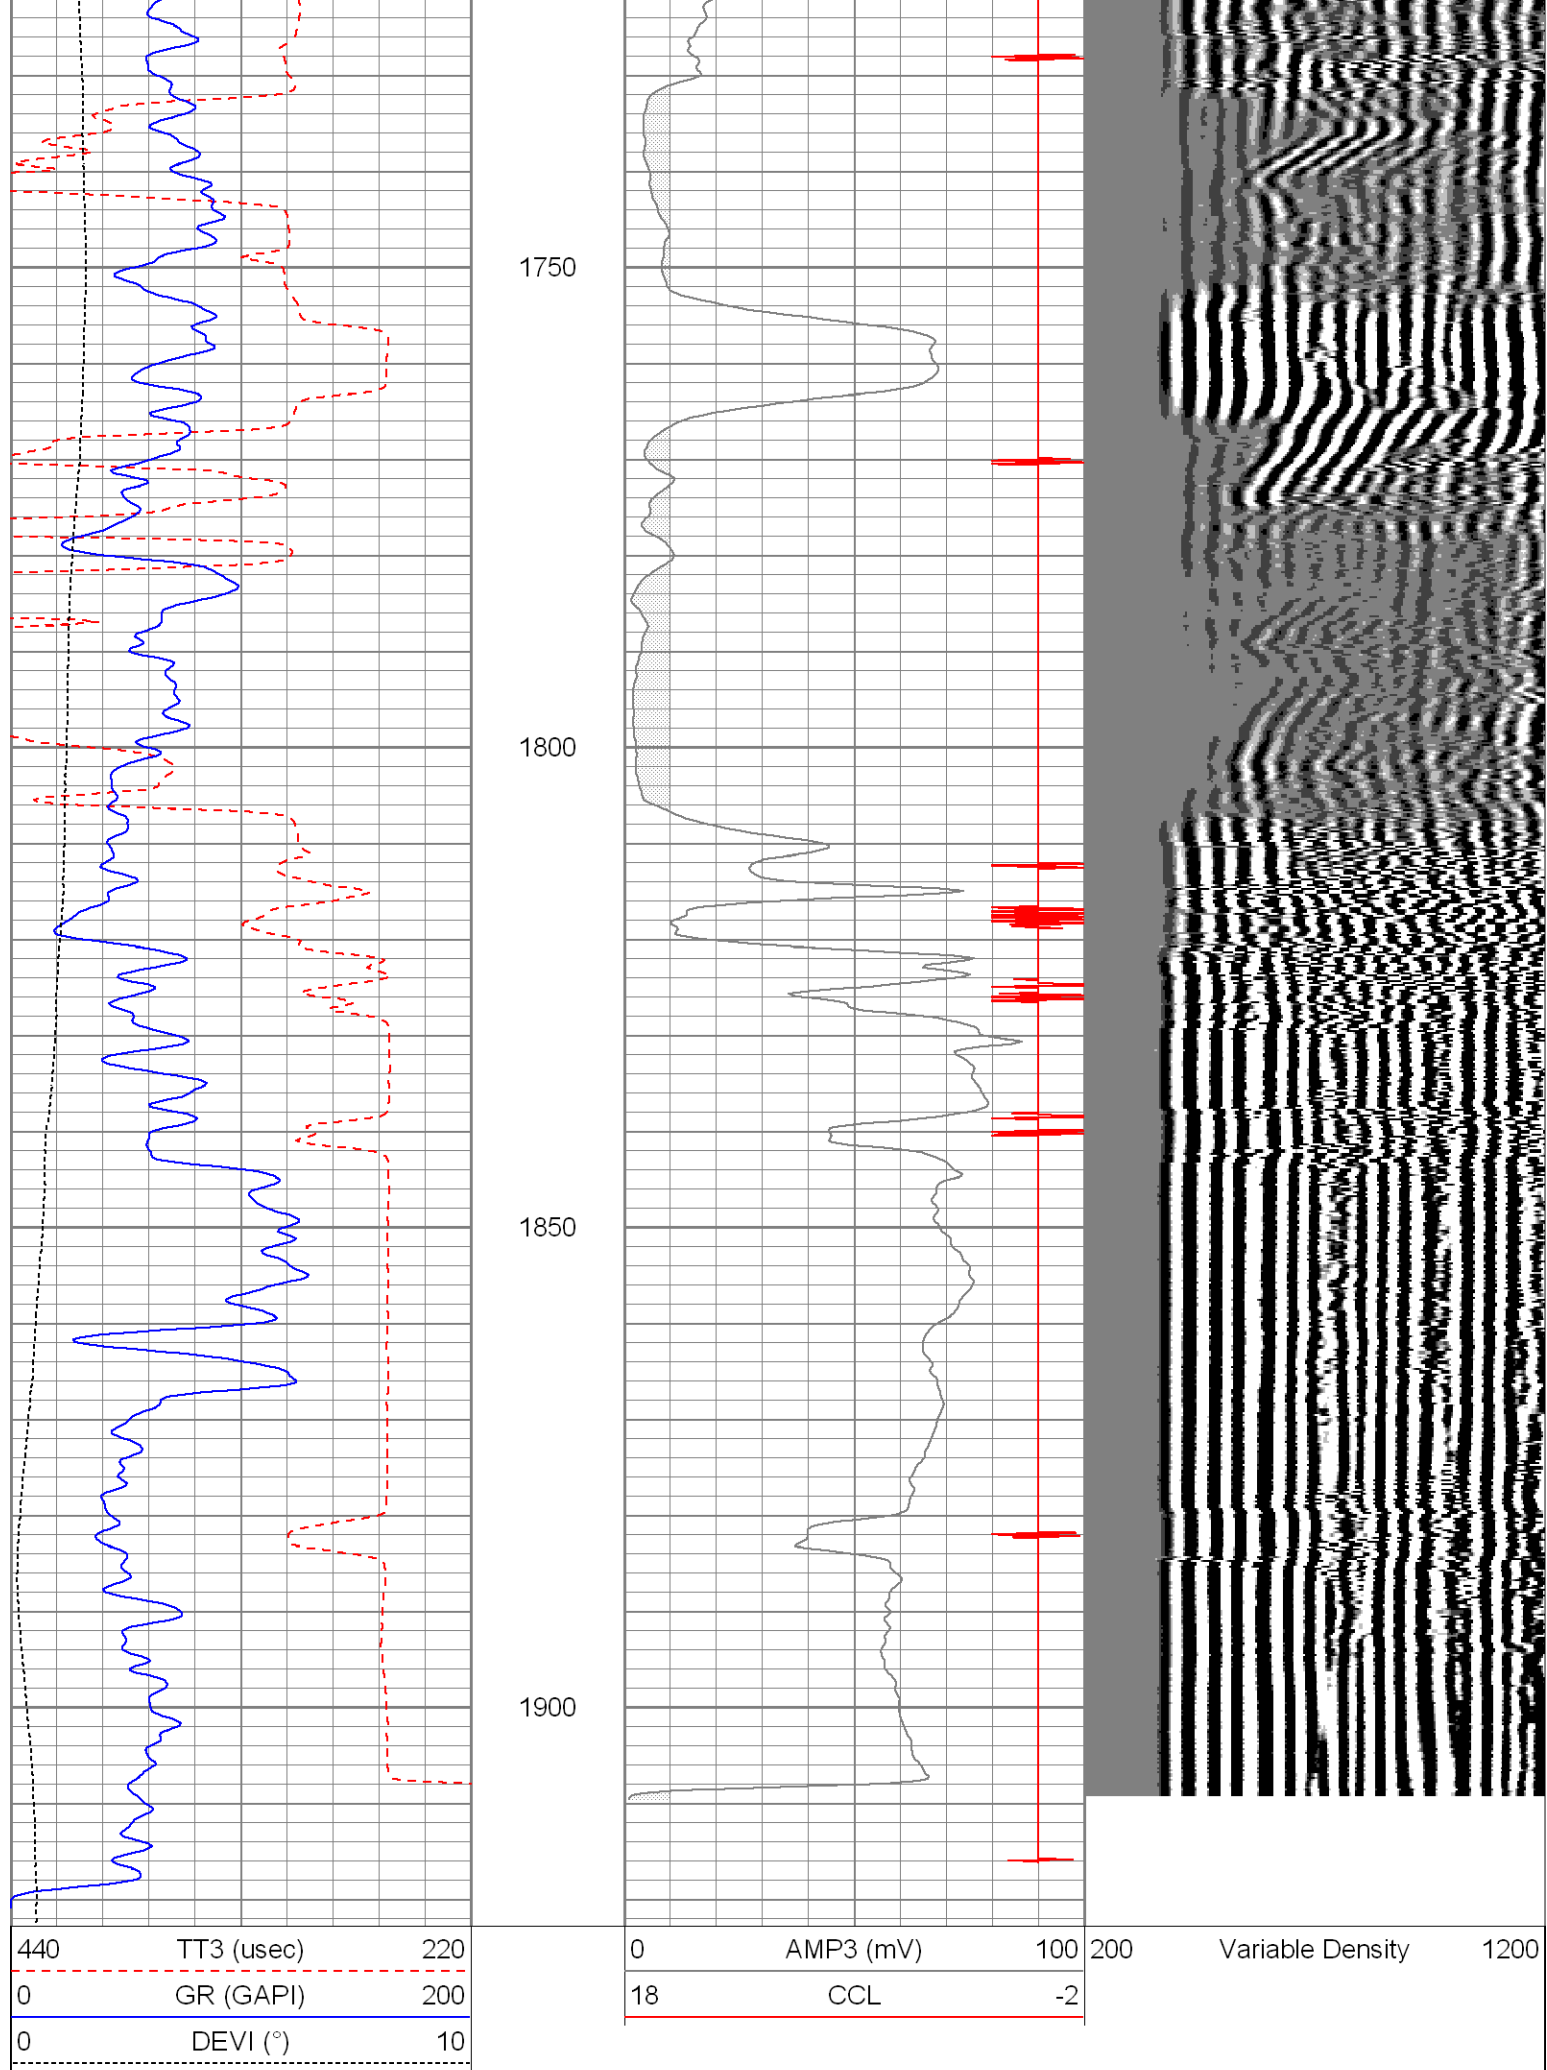 1750
1800
1850
1900
440 TT3 (usec) 220
0 GR (GAPI) 200
0 DEVI (°) 10
0 AMP3 (mV) 100
18 CCL -2
200 Variable Density 1200